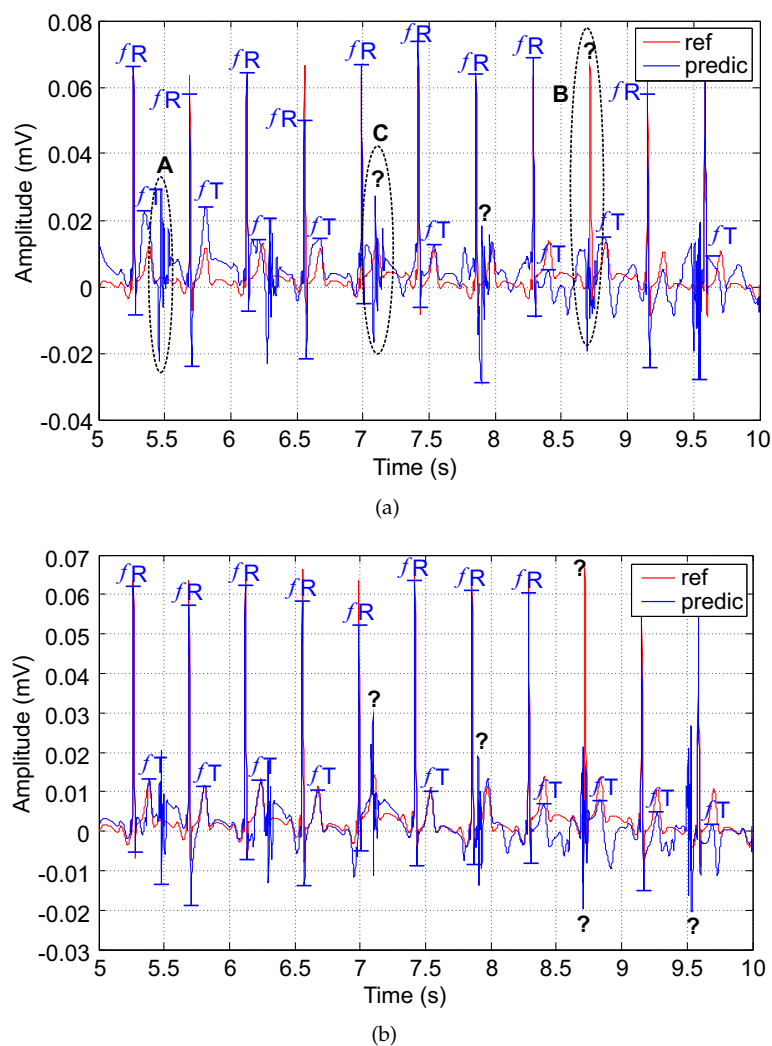 0.08
0.06
0.04
0.02
0
-0.02
-0.04
Amplitude (mV)
fR
fR
fR
fR
fR
fR
fR
fR
fR
fT
fT
fT
fT
fT
fT
fT
fT
A
C
?
?
B
?
ref
predic
5 5.5 6 6.5 7 7.5 8 8.5 9 9.5 10
Time (s)
(a)
0.07
0.06
0.05
0.04
0.03
0.02
0.01
0
-0.01
-0.02
-0.03
Amplitude (mV)
fR
fR
fR
fR
fR
fR
fR
fR
fT
fT
fT
fT
fT
fT
fT
fT
fT
?
?
?
?
?
ref
predic
5 5.5 6 6.5 7 7.5 8 8.5 9 9.5 10
Time (s)
(b)